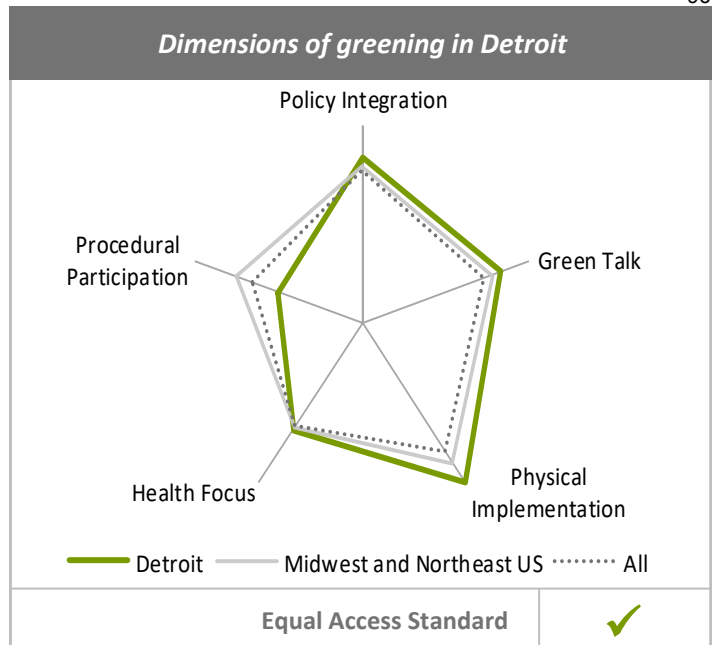 Dimensions of greening in Detroit
Policy Integration
Procedural
Participation
Green Talk
Health Focus
Physical
Implementation
Detroit Midwest and Northeast US All
Equal Access Standard ✓